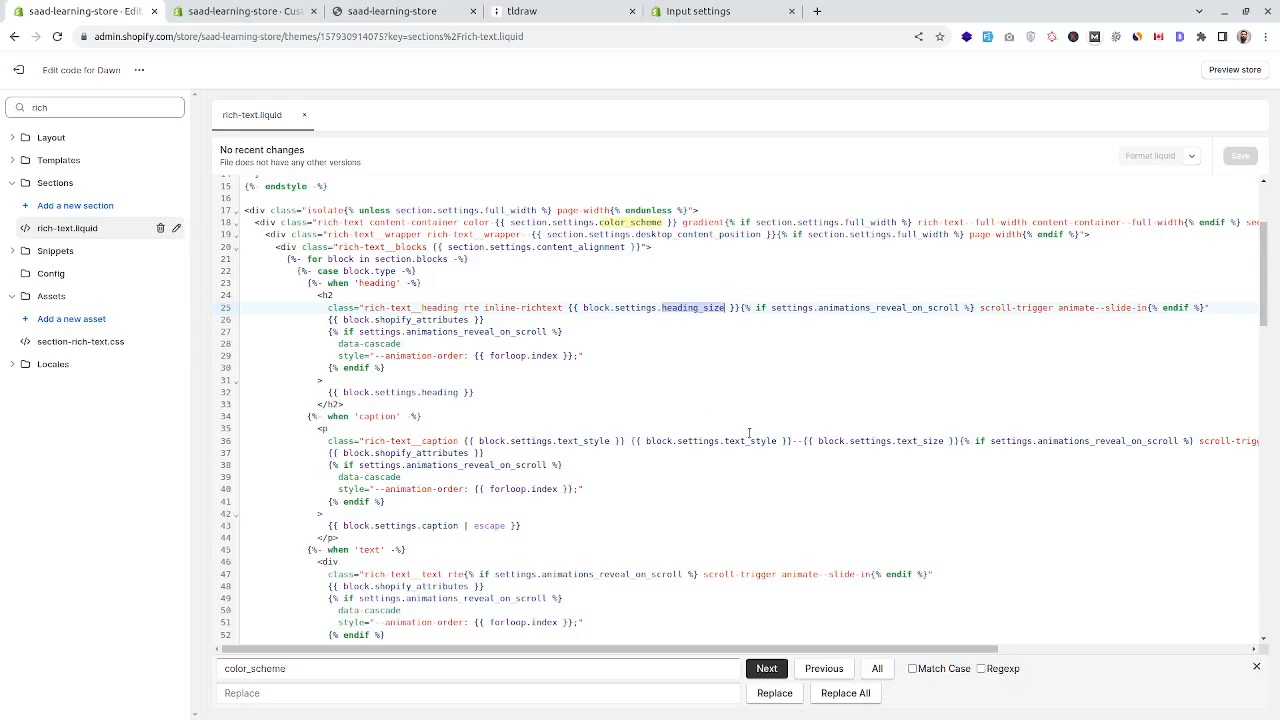 saad-learning-store · Edit
saad-learning-store · Cus
saad-learning-store
tldraw
Input settings
admin.shopify.com/store/saad-learning-store/themes/157930914075?key=sections%2Frich-text.liquid
Edit code for Dawn
Preview store
rich
Layout
Templates
Sections
Add a new section
rich-text.liquid
Snippets
Config
Assets
Add a new asset
section-rich-text.css
Locales
rich-text.liquid
No recent changes
File does not have any other versions
Format liquid
Save
15 {%- endstyle -%}
16
17 <div class="isolate{% unless section.settings.full_width %} page-width{% endunless %}">
18 <div class="rich-text content-container color-{{ section.settings.color_scheme }} gradient{% if section.settings.full_width %} rich-text--full-width content-container--full-width{% endif %} sec
19 <div class="rich-text__wrapper rich-text__wrapper--{{ section.settings.desktop_content_position }}{% if section.settings.full_width %} page-width{% endif %}">
20 <div class="rich-text__blocks {{ section.settings.content_alignment }}">
21 {%- for block in section.blocks -%}
22 {%- case block.type -%}
23 {%- when 'heading' -%}
24 <h2
25 class="rich-text__heading rte inline-richtext {{ block.settings.heading_size }}{% if settings.animations_reveal_on_scroll %} scroll-trigger animate--slide-in{% endif %}"
26 {{ block.shopify_attributes }}
27 {% if settings.animations_reveal_on_scroll %}
28 data-cascade
29 style="--animation-order: {{ forloop.index }};"
30 {% endif %}
31 >
32 {{ block.settings.heading }}
33 </h2>
34 {%- when 'caption' -%}
35 <p
36 class="rich-text__caption {{ block.settings.text_style }} {{ block.settings.text_style }}--{{ block.settings.text_size }}{% if settings.animations_reveal_on_scroll %} scroll-trigg
37 {{ block.shopify_attributes }}
38 {% if settings.animations_reveal_on_scroll %}
39 data-cascade
40 style="--animation-order: {{ forloop.index }};"
41 {% endif %}
42 >
43 {{ block.settings.caption | escape }}
44 </p>
45 {%- when 'text' -%}
46 <div
47 class="rich-text__text rte{% if settings.animations_reveal_on_scroll %} scroll-trigger animate--slide-in{% endif %}"
48 {{ block.shopify_attributes }}
49 {% if settings.animations_reveal_on_scroll %}
50 data-cascade
51 style="--animation-order: {{ forloop.index }};"
52 {% endif %}
color_scheme
Next
Previous
All
Match Case
Regexp
Replace
Replace
Replace All